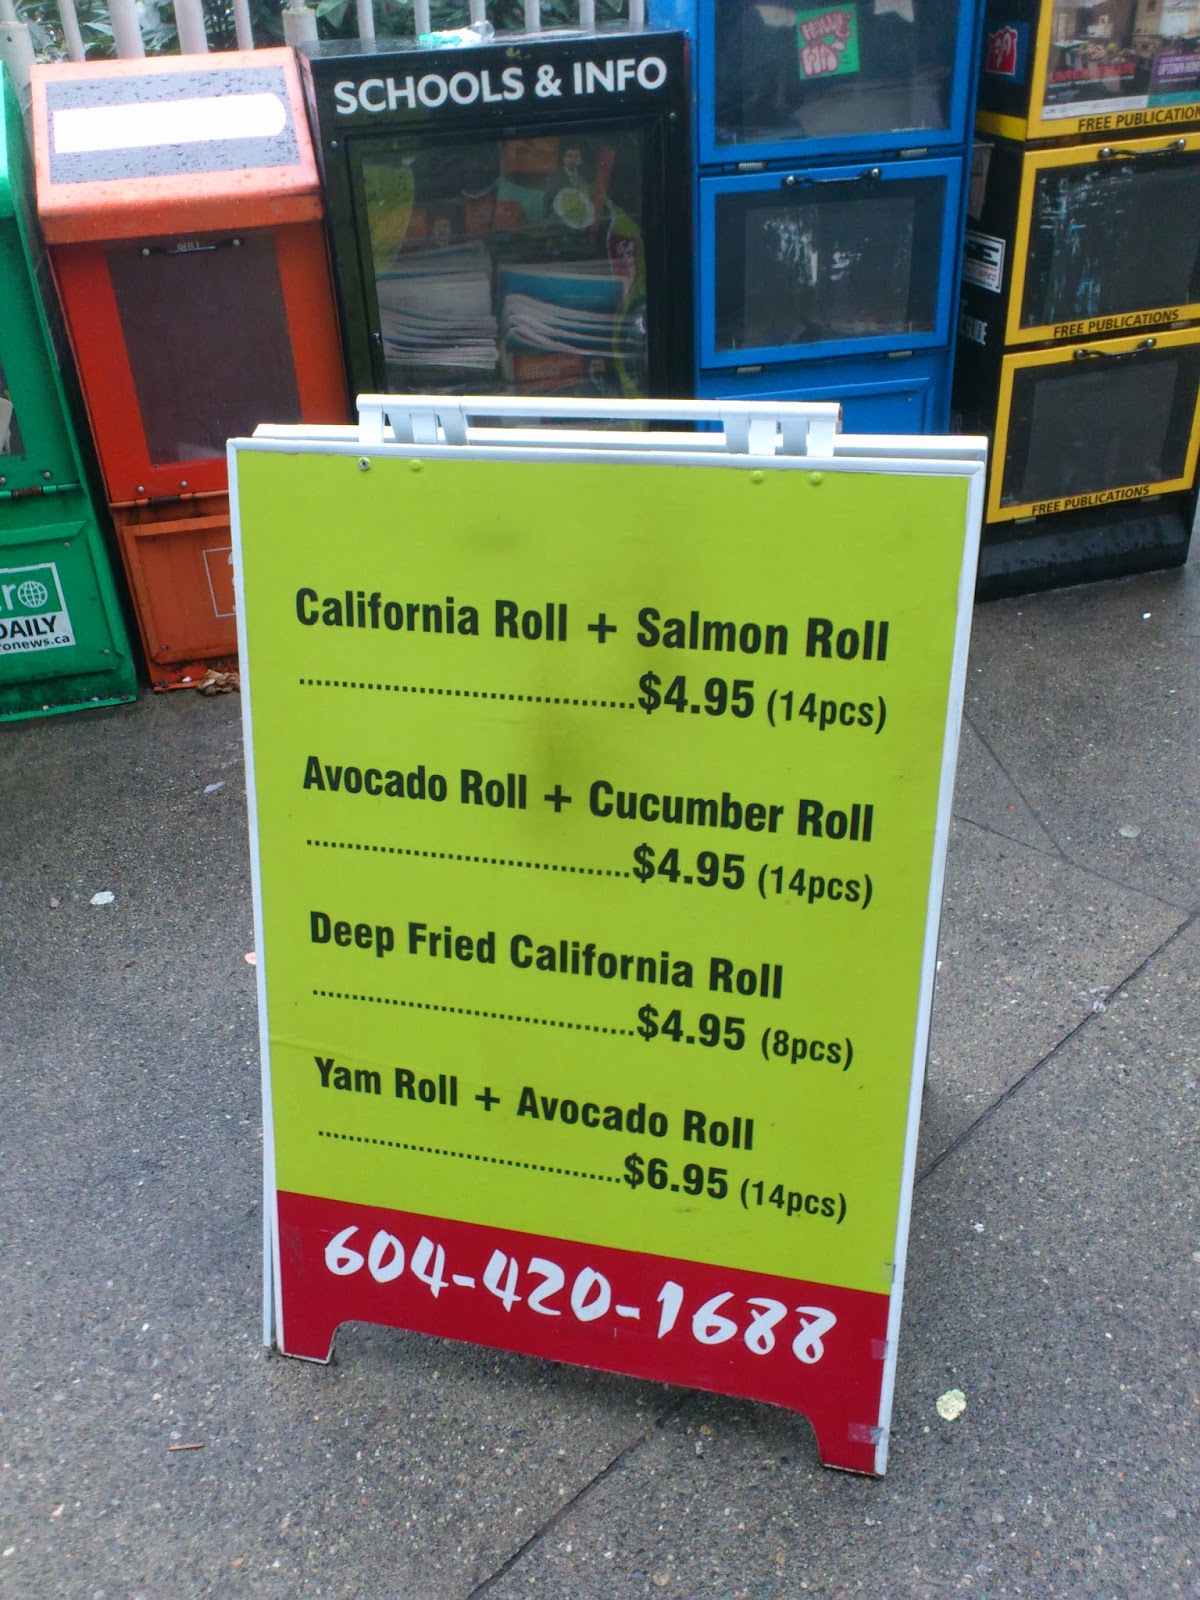 SCHOOLS & INFO
FREE PUBLICATION
FREE PUBLICATIONS
FREE PUBLICATIONS
DAILY
onews.ca
California Roll + Salmon Roll
..................................$4.95 (14pcs)
Avocado Roll + Cucumber Roll
..................................$4.95 (14pcs)
Deep Fried California Roll
..................................$4.95 (8pcs)
Yam Roll + Avocado Roll
..................................$6.95 (14pcs)
604-420-1688